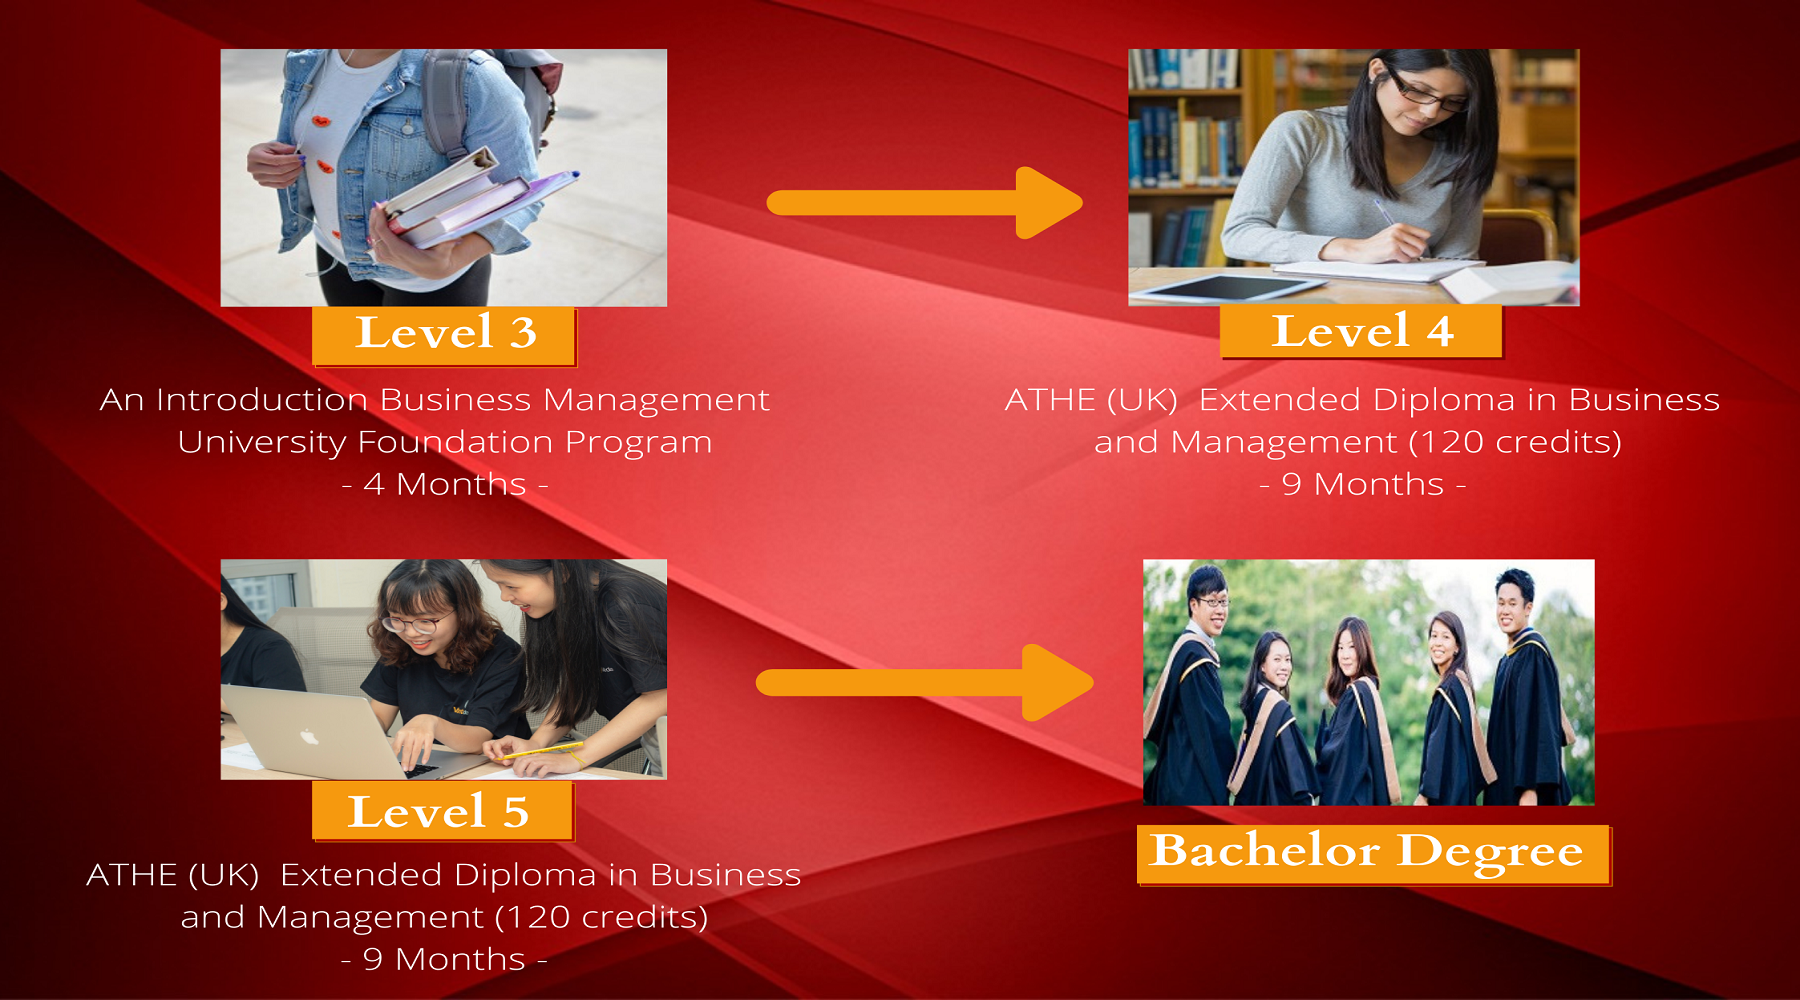 Level 3
An Introduction Business Management
University Foundation Program
- 4 Months -
Level 4
ATHE (UK) Extended Diploma in Business
and Management (120 credits)
- 9 Months -
Level 5
ATHE (UK) Extended Diploma in Business
and Management (120 credits)
- 9 Months -
Bachelor Degree